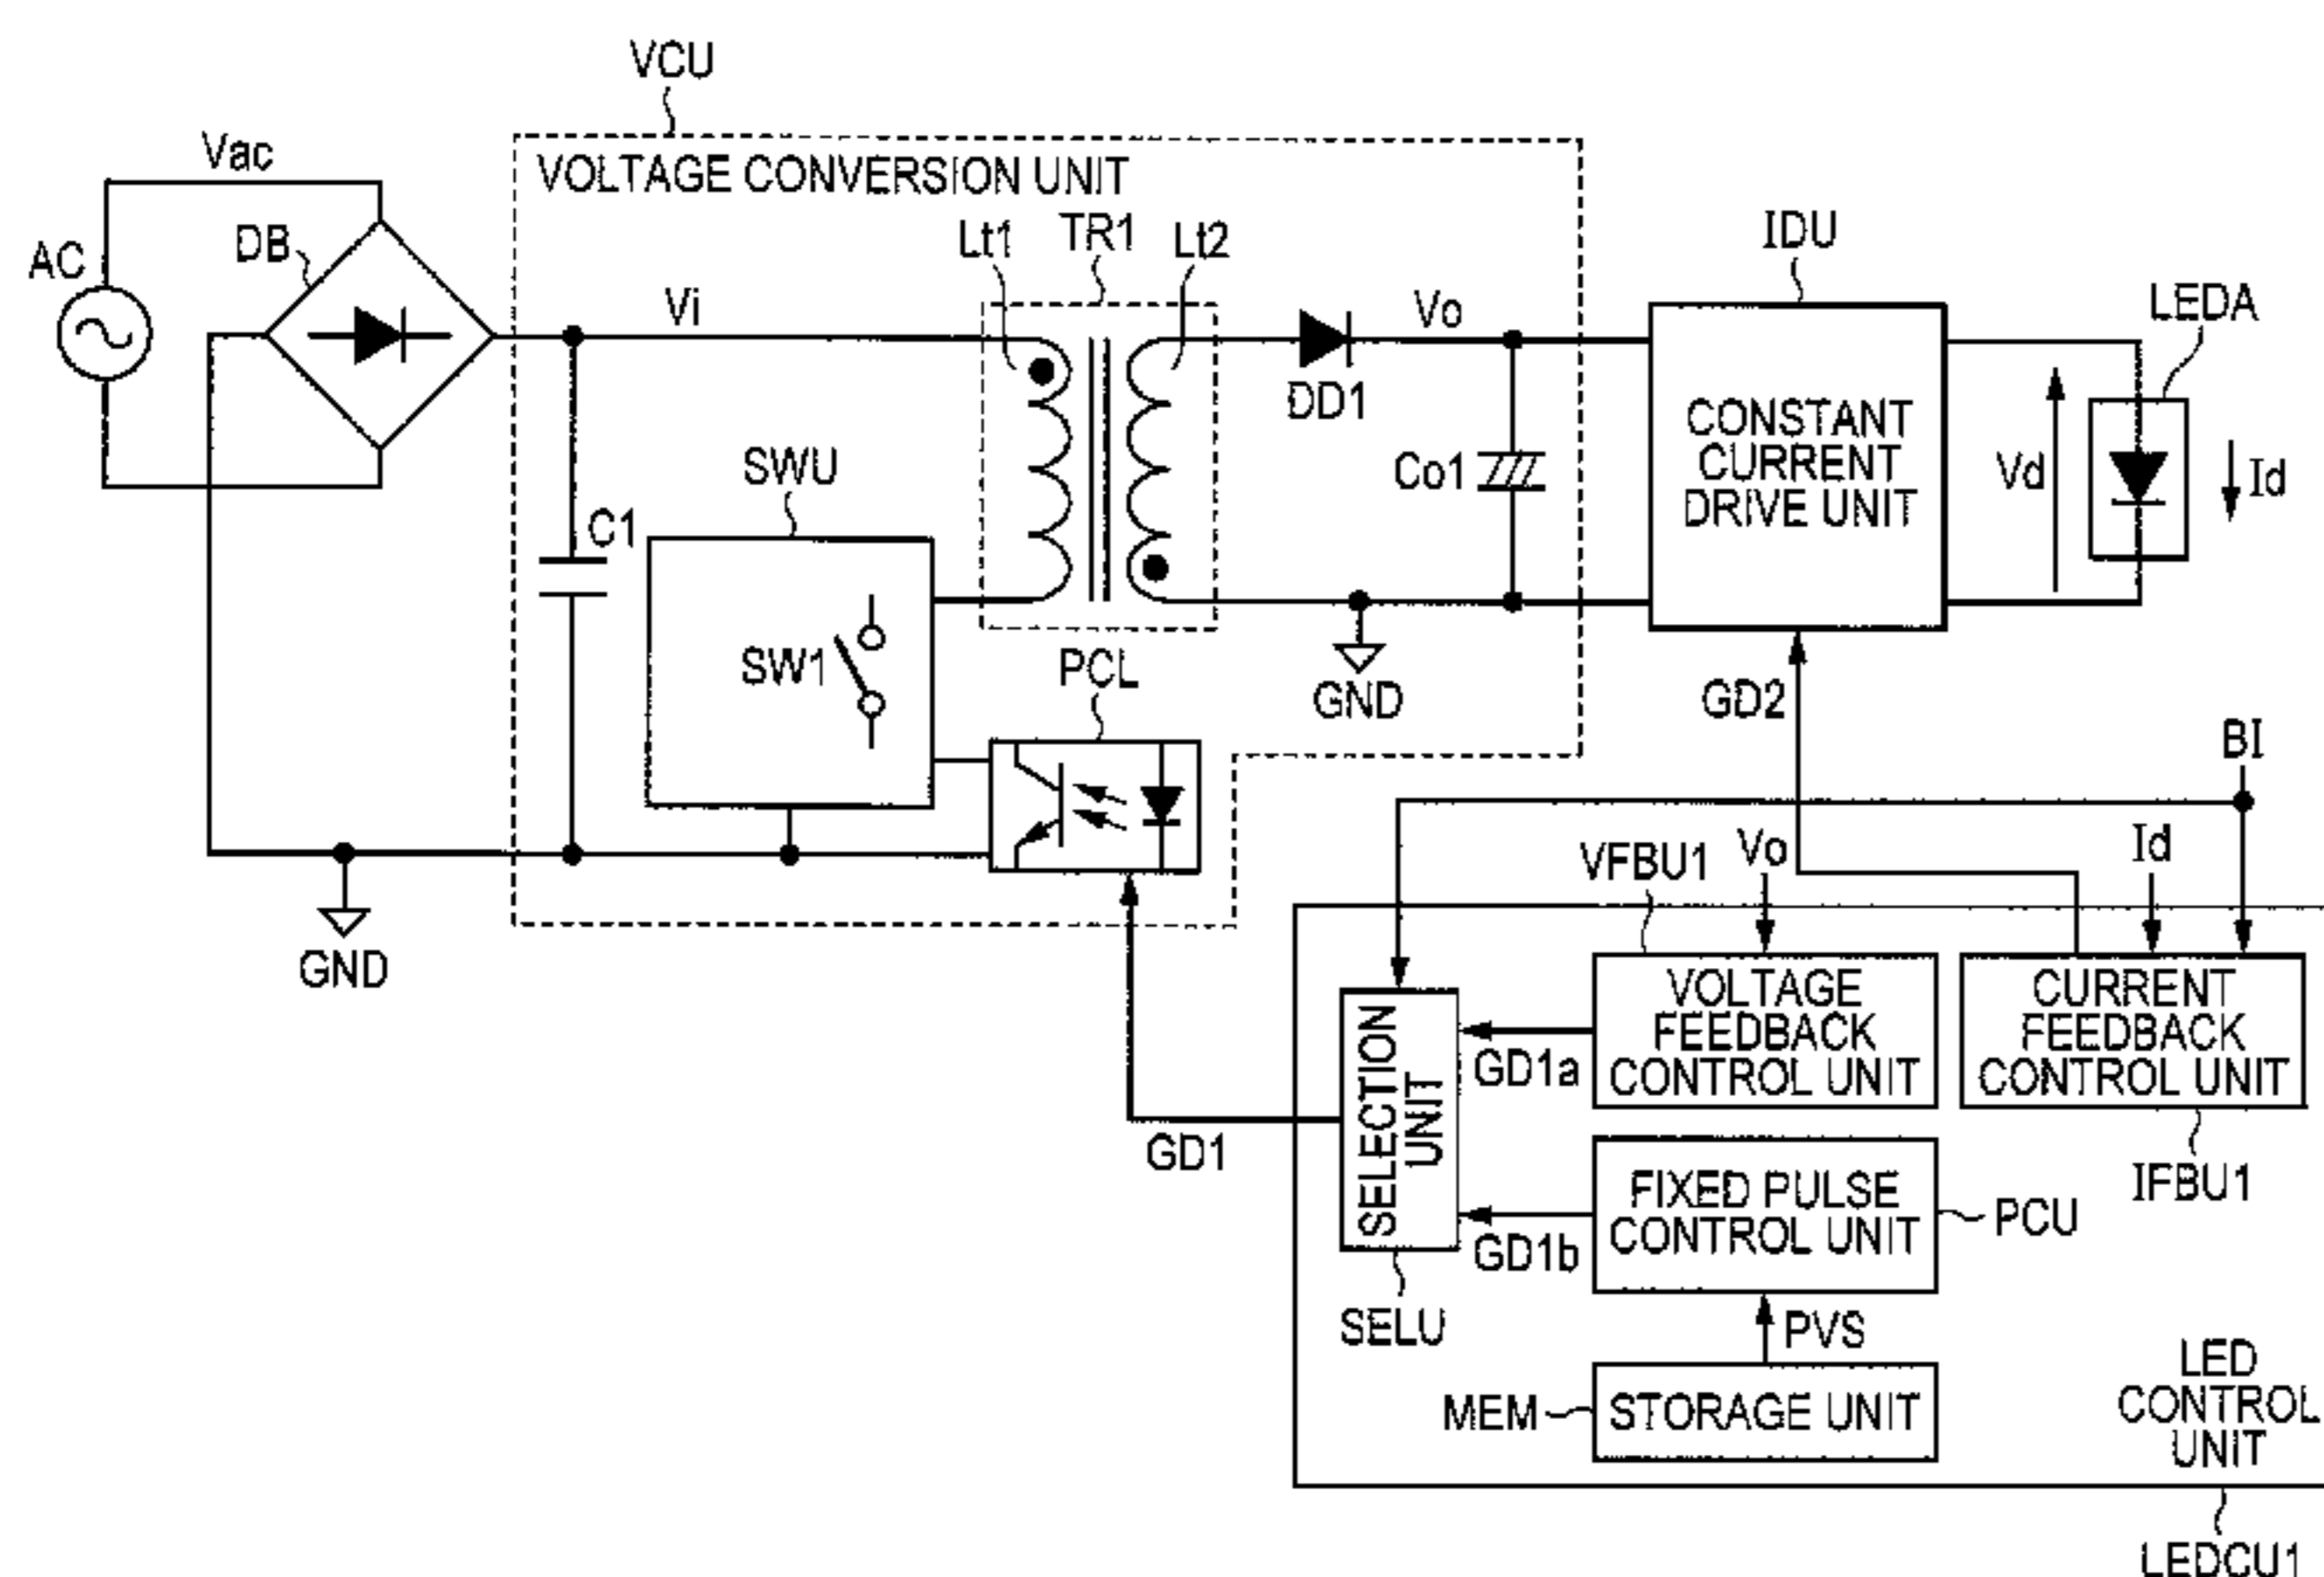 VCU
Vac
VOLTAGE CONVERSION UNIT
AC
DB
Vi
Lt1
TR1
Lt2
DD1
Vo
Co1
IDU
CONSTANT
CURRENT
DRIVE UNIT
LEDA
Vd
Id
C1
SWU
SW1
PCL
GND
GND
GD2
BI
VFBU1
Vo
Id
VOLTAGE
FEEDBACK
CONTROL UNIT
CURRENT
FEEDBACK
CONTROL UNIT
IFBU1
SELECTION
UNIT
GD1a
GD1
FIXED PULSE
CONTROL UNIT
PCU
GD1b
SELU
PVS
MEM
STORAGE UNIT
LED
CONTROL
UNIT
LEDCU1